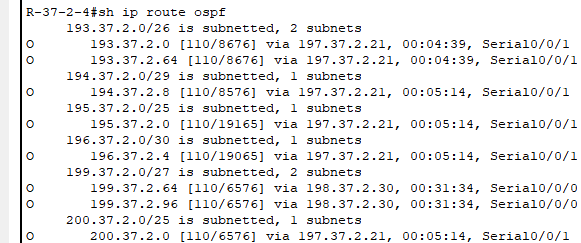 R-37-2-4#sh ip route ospf
193.37.2.0/26 is subnetted, 2 subnets
O 193.37.2.0 [110/8676] via 197.37.2.21, 00:04:39, Serial0/0/1
O 193.37.2.64 [110/8676] via 197.37.2.21, 00:04:39, Serial0/0/1
194.37.2.0/29 is subnetted, 1 subnets
O 194.37.2.8 [110/8576] via 197.37.2.21, 00:05:14, Serial0/0/1
195.37.2.0/25 is subnetted, 1 subnets
O 195.37.2.0 [110/19165] via 197.37.2.21, 00:05:14, Serial0/0/1
196.37.2.0/30 is subnetted, 1 subnets
O 196.37.2.4 [110/19065] via 197.37.2.21, 00:05:14, Serial0/0/1
199.37.2.0/27 is subnetted, 2 subnets
O 199.37.2.64 [110/6576] via 198.37.2.30, 00:31:34, Serial0/0/0
O 199.37.2.96 [110/6576] via 198.37.2.30, 00:31:34, Serial0/0/0
200.37.2.0/25 is subnetted, 1 subnets
O 200.37.2.0 [110/6576] via 197.37.2.21, 00:05:14, Serial0/0/1